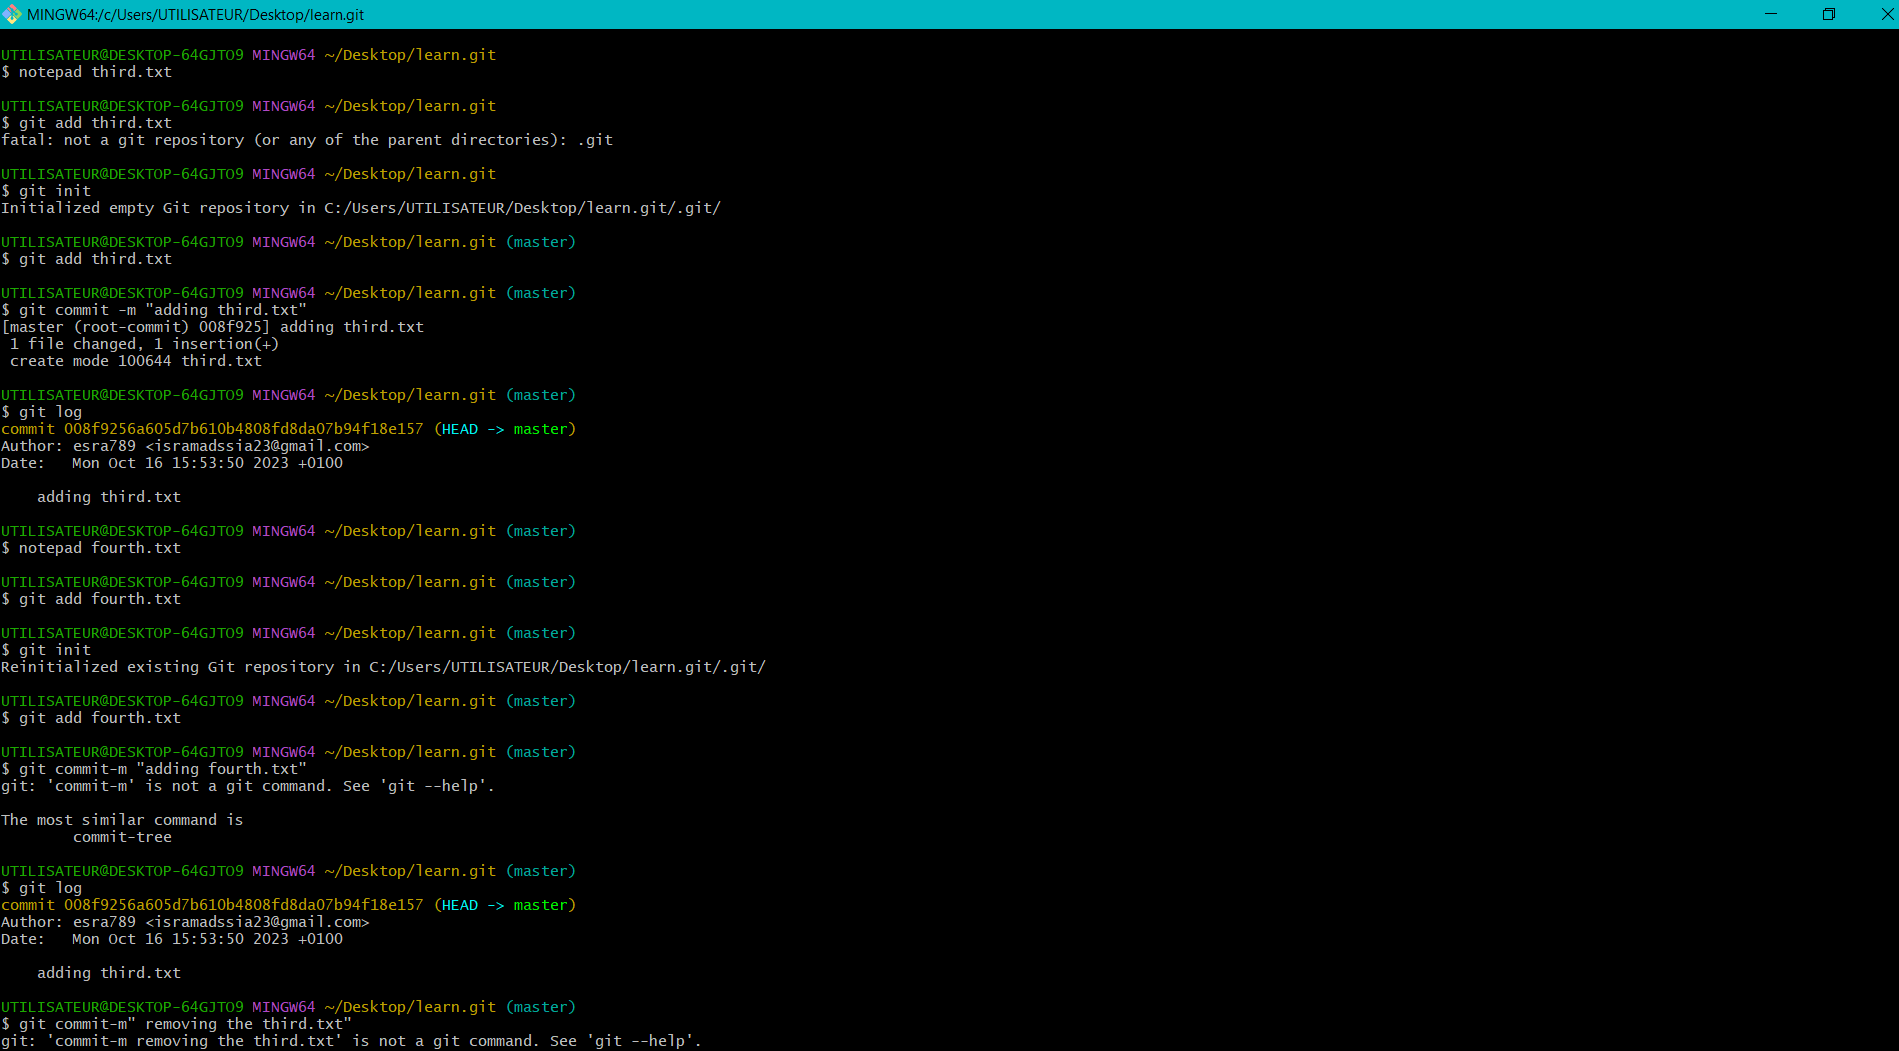 MINGW64:/c/Users/UTILISATEUR/Desktop/learn.git
UTILISATEUR@DESKTOP-64GJTO9 MINGW64 ~/Desktop/learn.git
$ notepad third.txt
UTILISATEUR@DESKTOP-64GJTO9 MINGW64 ~/Desktop/learn.git
$ git add third.txt
fatal: not a git repository (or any of the parent directories): .git
UTILISATEUR@DESKTOP-64GJTO9 MINGW64 ~/Desktop/learn.git
$ git init
Initialized empty Git repository in C:/Users/UTILISATEUR/Desktop/learn.git/.git/
UTILISATEUR@DESKTOP-64GJTO9 MINGW64 ~/Desktop/learn.git (master)
$ git add third.txt
UTILISATEUR@DESKTOP-64GJTO9 MINGW64 ~/Desktop/learn.git (master)
$ git commit -m "adding third.txt"
[master (root-commit) 008f925] adding third.txt
 1 file changed, 1 insertion(+)
 create mode 100644 third.txt
UTILISATEUR@DESKTOP-64GJTO9 MINGW64 ~/Desktop/learn.git (master)
$ git log
commit 008f9256a605d7b610b4808fd8da07b94f18e157 (HEAD -> master)
Author: esra789 <isramadssia23@gmail.com>
Date:   Mon Oct 16 15:53:50 2023 +0100
    adding third.txt
UTILISATEUR@DESKTOP-64GJTO9 MINGW64 ~/Desktop/learn.git (master)
$ notepad fourth.txt
UTILISATEUR@DESKTOP-64GJTO9 MINGW64 ~/Desktop/learn.git (master)
$ git add fourth.txt
UTILISATEUR@DESKTOP-64GJTO9 MINGW64 ~/Desktop/learn.git (master)
$ git init
Reinitialized existing Git repository in C:/Users/UTILISATEUR/Desktop/learn.git/.git/
UTILISATEUR@DESKTOP-64GJTO9 MINGW64 ~/Desktop/learn.git (master)
$ git add fourth.txt
UTILISATEUR@DESKTOP-64GJTO9 MINGW64 ~/Desktop/learn.git (master)
$ git commit-m "adding fourth.txt"
git: 'commit-m' is not a git command. See 'git --help'.
The most similar command is
        commit-tree
UTILISATEUR@DESKTOP-64GJTO9 MINGW64 ~/Desktop/learn.git (master)
$ git log
commit 008f9256a605d7b610b4808fd8da07b94f18e157 (HEAD -> master)
Author: esra789 <isramadssia23@gmail.com>
Date:   Mon Oct 16 15:53:50 2023 +0100
    adding third.txt
UTILISATEUR@DESKTOP-64GJTO9 MINGW64 ~/Desktop/learn.git (master)
$ git commit-m" removing the third.txt"
git: 'commit-m removing the third.txt' is not a git command. See 'git --help'.